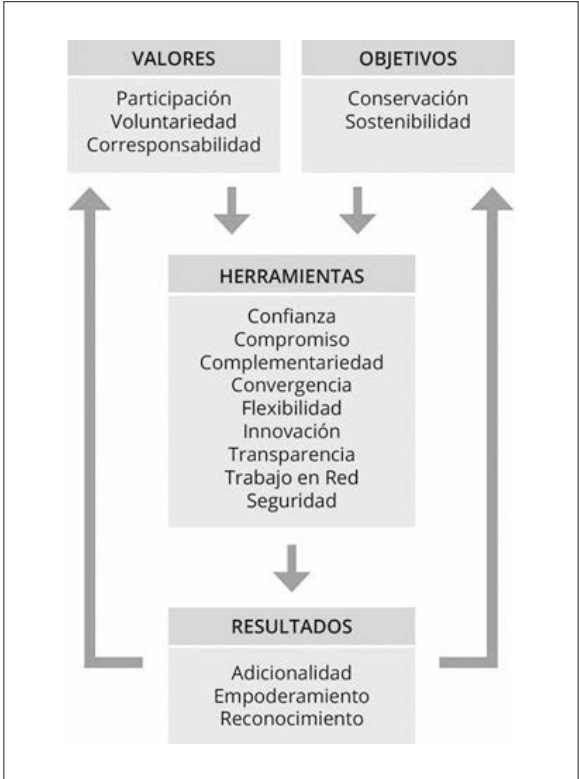 VALORES
Participación
Voluntariedad
Corresponsabilidad
OBJETIVOS
Conservación
Sostenibilidad
HERRAMIENTAS
Confianza
Compromiso
Complementariedad
Convergencia
Flexibilidad
Innovación
Transparencia
Trabajo en Red
Seguridad
RESULTADOS
Adicionalidad
Empoderamiento
Reconocimiento